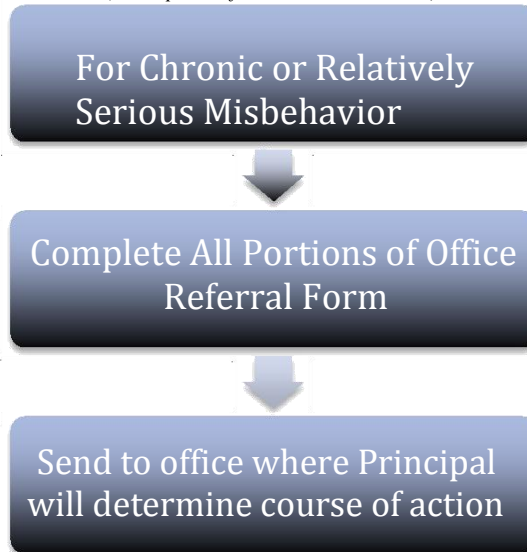 For Chronic or Relatively
Serious Misbehavior
Complete All Portions of Office
Referral Form
Send to office where Principal
will determine course of action